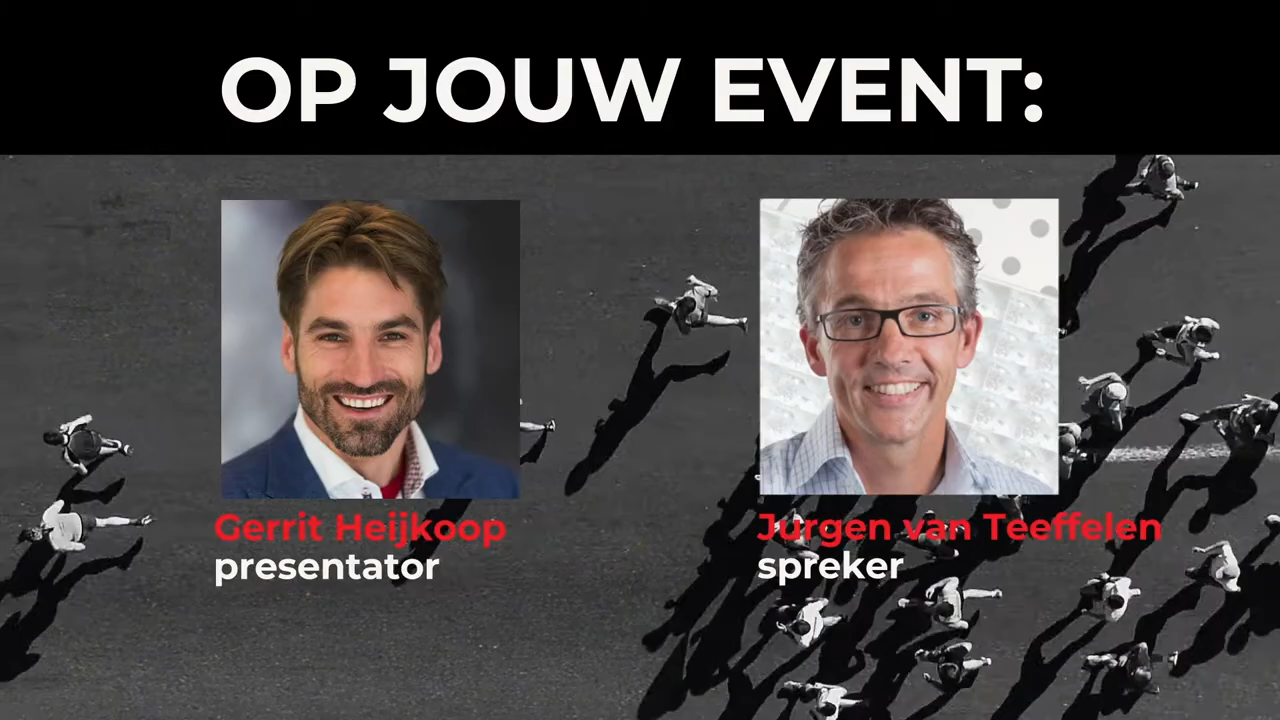 OP JOUW EVENT:
Gerrit Heijkoop
presentator
Jurgen van Teeffelen
spreker